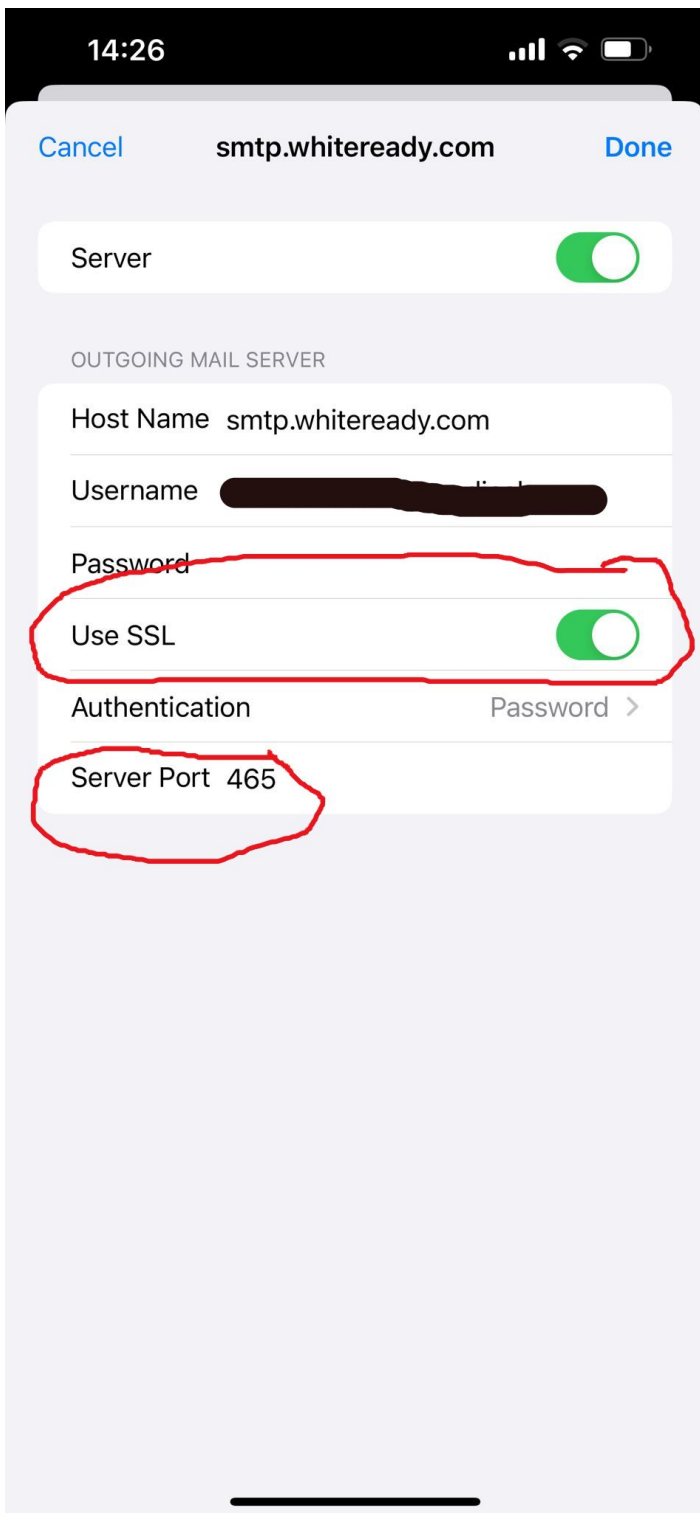 14:26
Cancel smtp.whiteready.com Done
Server
OUTGOING MAIL SERVER
Host Name smtp.whiteready.com
Username
Password
Use SSL
Authentication Password >
Server Port 465